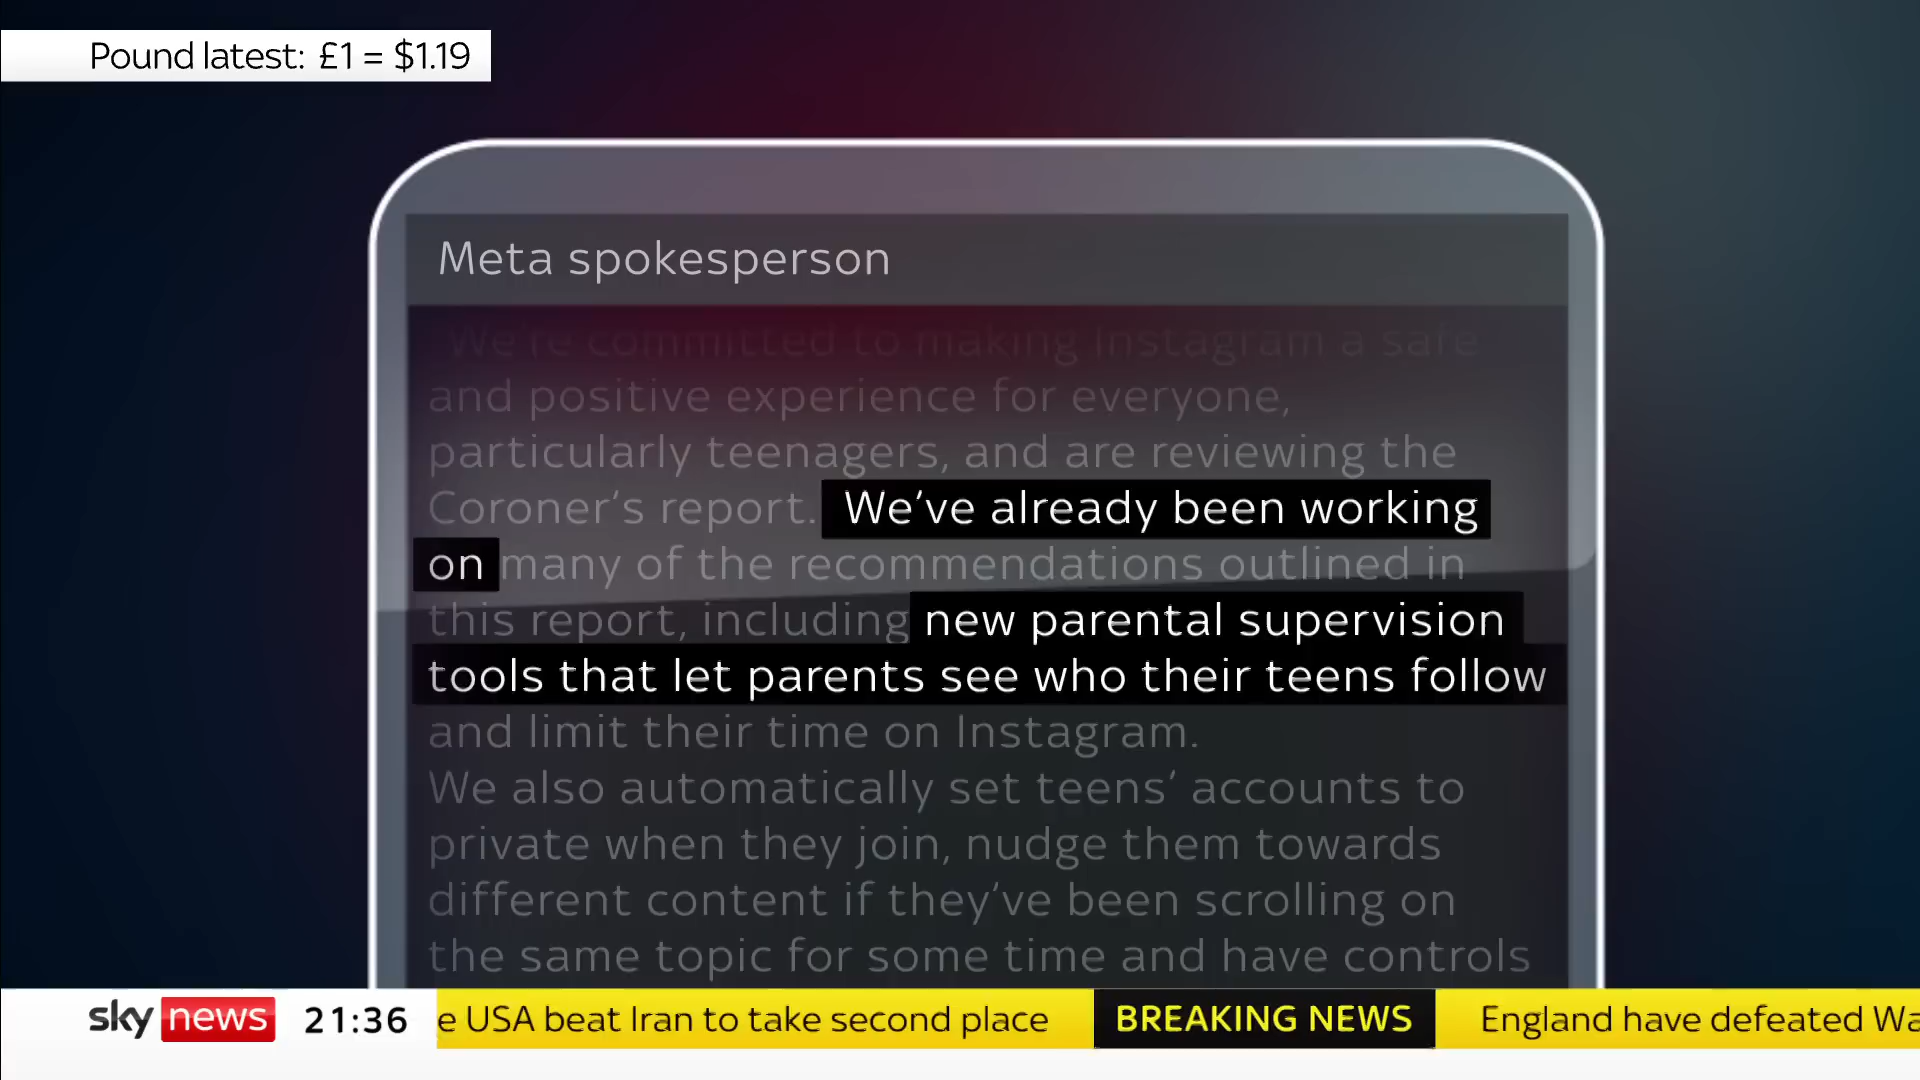 Pound latest: £1 = $1.19
Meta spokesperson
We're committed to making Instagram a safe
and positive experience for everyone,
particularly teenagers, and are reviewing the
Coroner's report. We've already been working
on many of the recommendations outlined in
this report, including new parental supervision
tools that let parents see who their teens follow
and limit their time on Instagram.
We also automatically set teens' accounts to
private when they join, nudge them towards
different content if they've been scrolling on
the same topic for some time and have controls
sky news 21:36 e USA beat Iran to take second place BREAKING NEWS England have defeated Wa